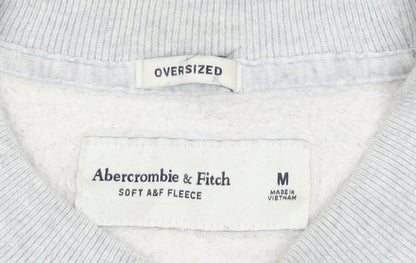 OVERSIZED
Abercrombie & Fitch
SOFT A&F FLEECE
M
MADE IN
VIETNAM